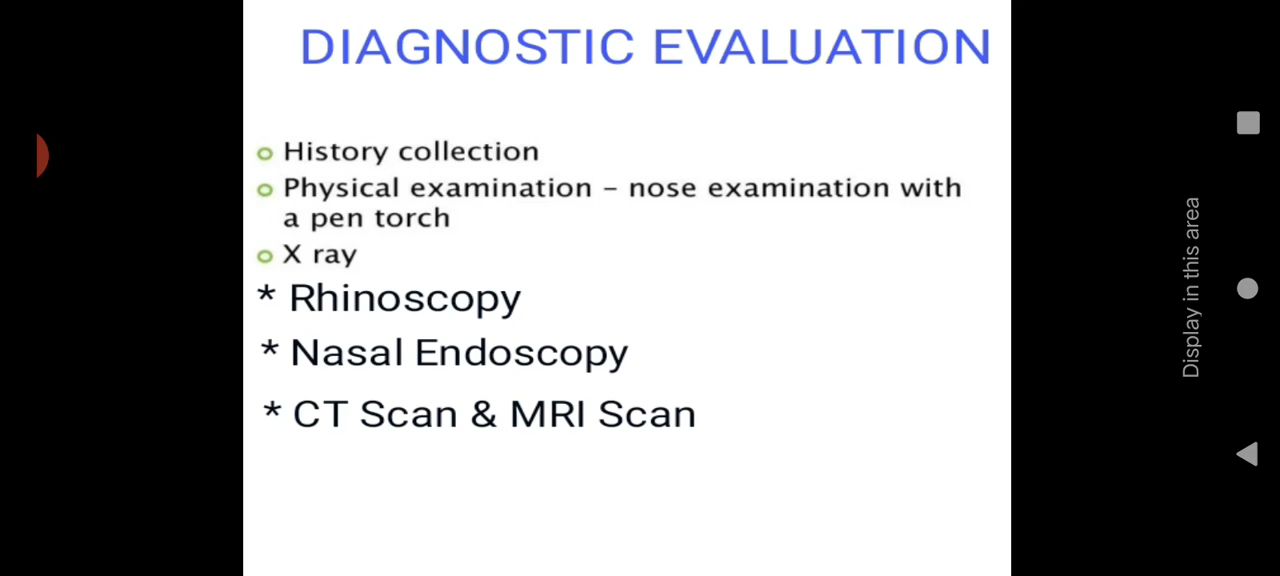 DIAGNOSTIC EVALUATION
History collection
Physical examination – nose examination with
a pen torch
X ray
* Rhinoscopy
* Nasal Endoscopy
* CT Scan & MRI Scan
Display in this area